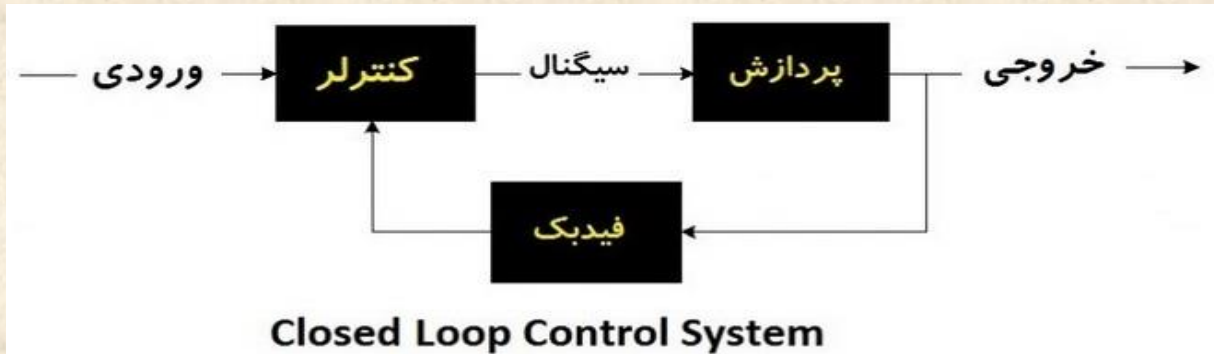 ورودی
کنترلر
سیگنال
پردازش
خروجی
فیدبک
Closed Loop Control System